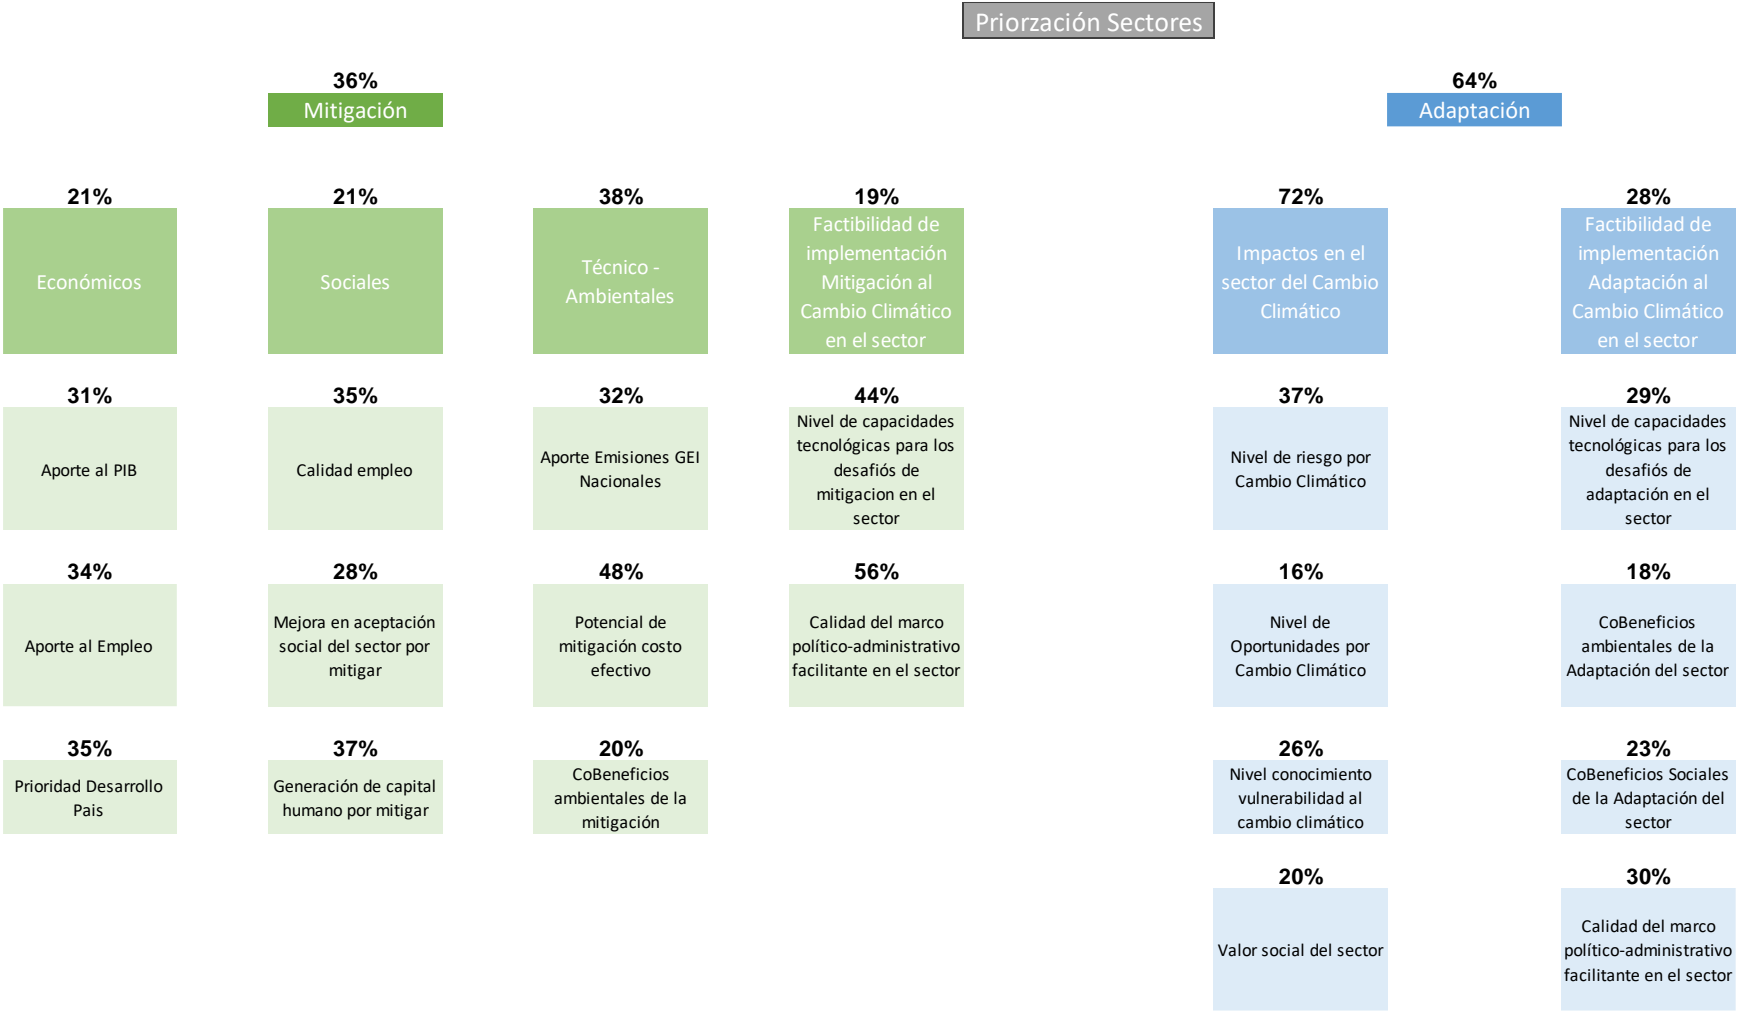 Priorzación Sectores
36%
Mitigación
64%
Adaptación
21%
Económicos
21%
Sociales
38%
Técnico -
Ambientales
19%
Factibilidad de
implementación
Mitigación al
Cambio Climático
en el sector
72%
Impactos en el
sector del Cambio
Climático
28%
Factibilidad de
implementación
Adaptación al
Cambio Climático
en el sector
31%
Aporte al PIB
35%
Calidad empleo
32%
Aporte Emisiones GEI
Nacionales
44%
Nivel de capacidades
tecnológicas para los
desafiós de
mitigacion en el
sector
37%
Nivel de riesgo por
Cambio Climático
29%
Nivel de capacidades
tecnológicas para los
desafiós de
adaptación en el
sector
34%
Aporte al Empleo
28%
Mejora en aceptación
social del sector por
mitigar
48%
Potencial de
mitigación costo
efectivo
56%
Calidad del marco
político-administrativo
facilitante en el sector
16%
Nivel de
Oportunidades por
Cambio Climático
18%
CoBeneficios
ambientales de la
Adaptación del sector
35%
Prioridad Desarrollo
Pais
37%
Generación de capital
humano por mitigar
20%
CoBeneficios
ambientales de la
mitigación
26%
Nivel conocimiento
vulnerabilidad al
cambio climático
23%
CoBeneficios Sociales
de la Adaptación del
sector
20%
Valor social del sector
30%
Calidad del marco
político-administrativo
facilitante en el sector